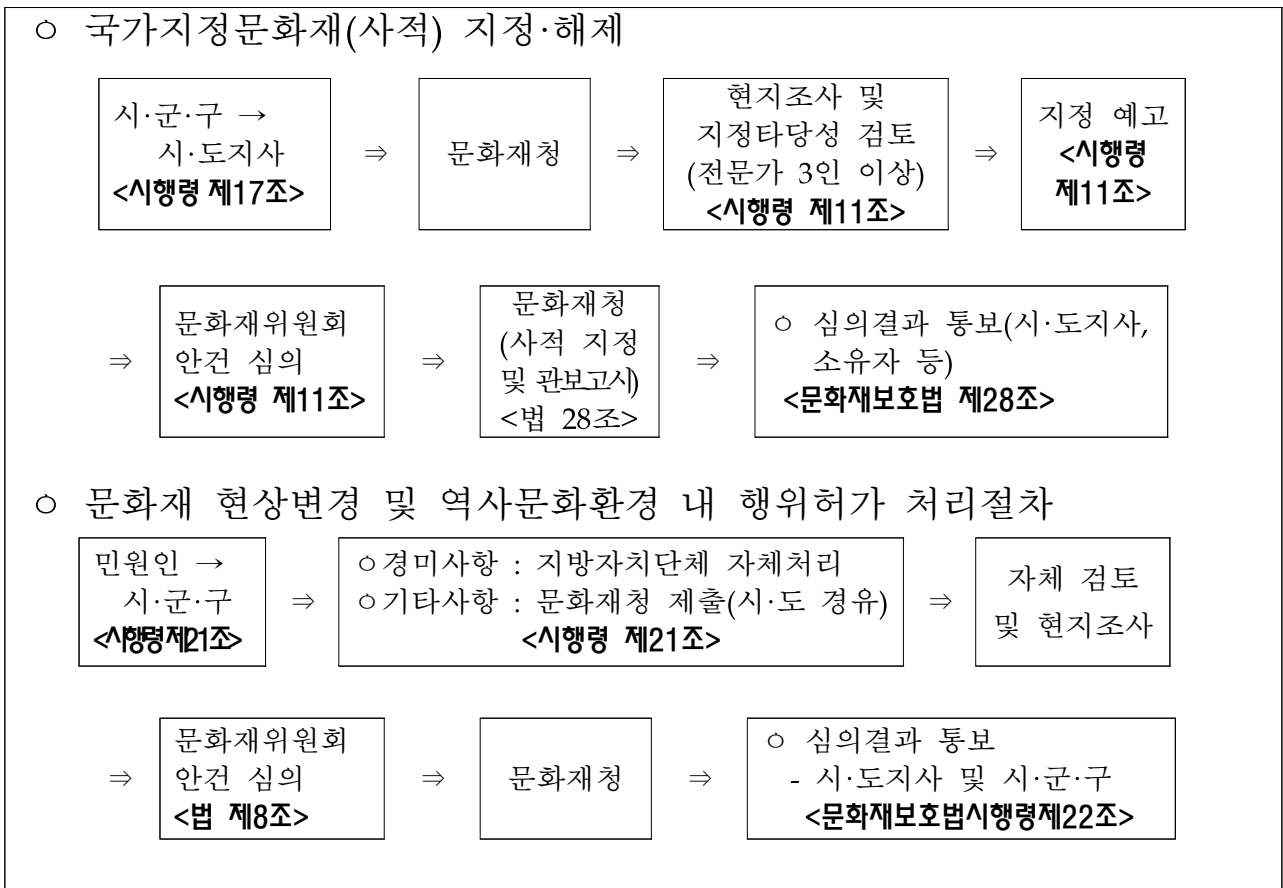 ㅇ 국가지정문화재(사적) 지정·해제
시·군·구 →
시·도지사
<시행령 제17조>
⇒
문화재청
⇒
현지조사 및
지정타당성 검토
(전문가 3인 이상)
<시행령 제11조>
⇒
지정 예고
<시행령
제11조>
⇒
문화재위원회
안건 심의
<시행령 제11조>
⇒
문화재청
(사적 지정
및 관보고시)
<법 28조>
⇒
ㅇ 심의결과 통보(시·도지사,
소유자 등)
<문화재보호법 제28조>
ㅇ 문화재 현상변경 및 역사문화환경 내 행위허가 처리절차
민원인 →
시·군·구
<시행령제21조>
⇒
ㅇ경미사항 : 지방자치단체 자체처리
ㅇ기타사항 : 문화재청 제출(시·도 경유)
<시행령 제21조>
⇒
자체 검토
및 현지조사
⇒
문화재위원회
안건 심의
<법 제8조>
⇒
문화재청
⇒
ㅇ 심의결과 통보
- 시·도지사 및 시·군·구
<문화재보호법시행령제22조>